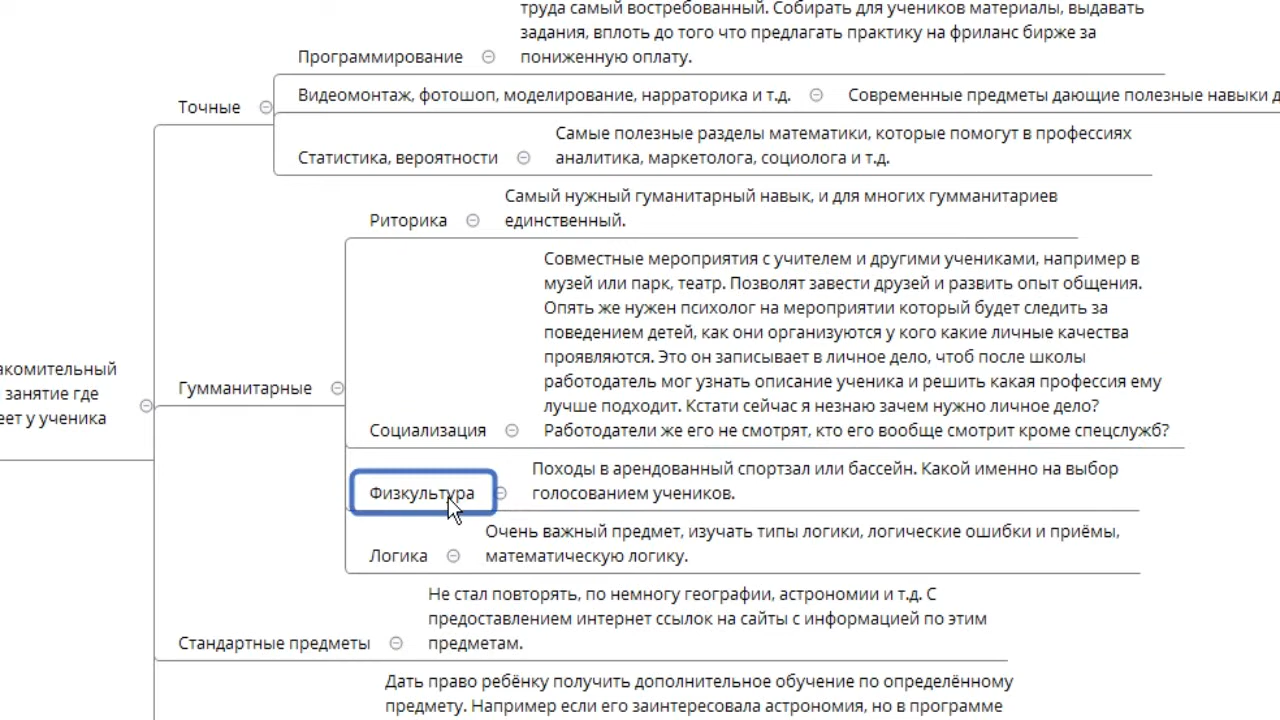 труда самый востребованный. Собирать для учеников материалы, выдавать
задания, вплоть до того что предлагать практику на фриланс бирже за
Программирование
пониженную оплату.
Точные
Видеомонтаж, фотошоп, моделирование, нарраторика и т.д.
Современные предметы дающие полезные навыки д
Самые полезные разделы математики, которые помогут в профессиях
Статистика, вероятности
аналитика, маркетолога, социолога и т.д.
Самый нужный гуманитарный навык, и для многих гумманитариев
Риторика
единственный.
Совместные мероприятия с учителем и другими учениками, например в
музей или парк, театр. Позволят завести друзей и развить опыт общения.
Опять же нужен психолог на мероприятии который будет следить за
поведением детей, как они организуются у кого какие личные качества
проявляются. Это он записывает в личное дело, чтоб после школы
работодатель мог узнать описание ученика и решить какая профессия ему
лучше подходит. Кстати сейчас я незнаю зачем нужно личное дело?
Социализация
Работодатели же его не смотрят, кто его вообще смотрит кроме спецслужб?
акомительный
занятие где
еет у ученика
Гумманитарные
Походы в арендованный спортзал или бассейн. Какой именно на выбор
Физкультура
голосованием учеников.
Очень важный предмет, изучать типы логики, логические ошибки и приёмы,
Логика
математическую логику.
Не стал повторять, по немногу географии, астрономии и т.д. С
предоставлением интернет ссылок на сайты с информацией по этим
Стандартные предметы
предметам.
Дать право ребёнку получить дополнительное обучение по определённому
предмету. Например если его заинтересовала астрономия, но в программе